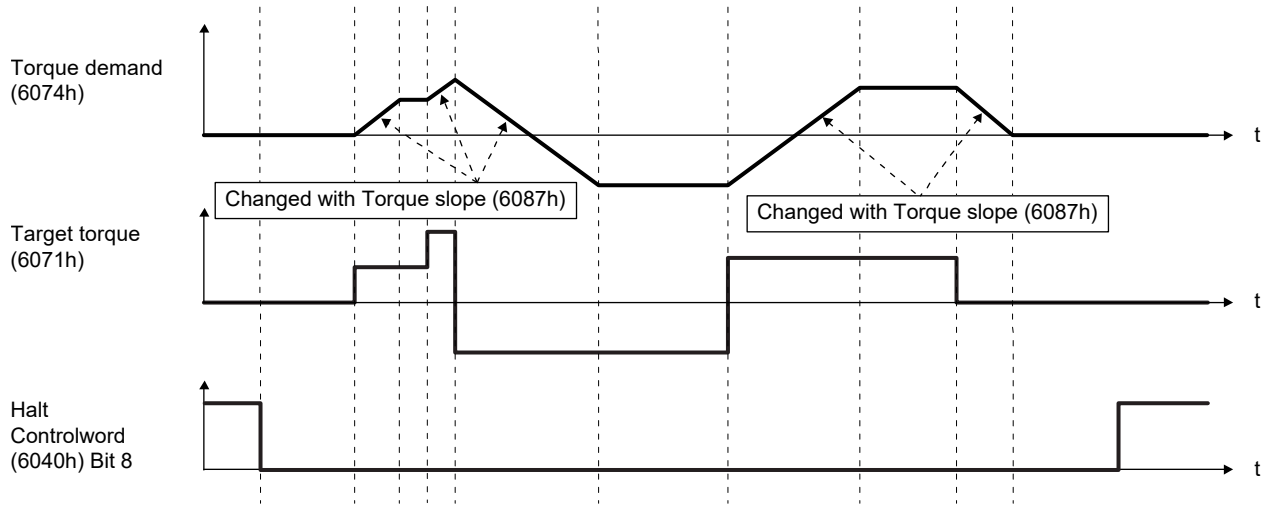 Torque demand
(6074h)
t
Changed with Torque slope (6087h)
Changed with Torque slope (6087h)
Target torque
(6071h)
t
Halt
Controlword
(6040h) Bit 8
t